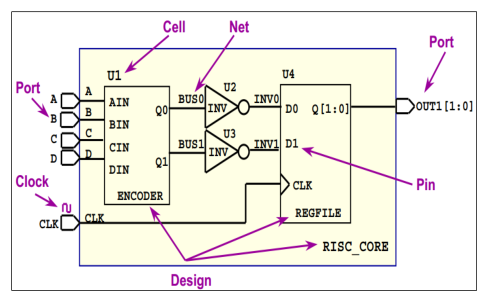 Cell
Net
Port
Port
Clock
Pin
Design
U1
A
A
AIN
B
B
BIN
C
C
CIN
D
D
DIN
Q0
Q1
ENCODER
BUS0
U2
INV
INV0
BUS1
U3
INV
INV1
U4
D0
Q[1:0]
D1
CLK
REGFILE
OUT1[1:0]
CLK
CLK
RISC_CORE